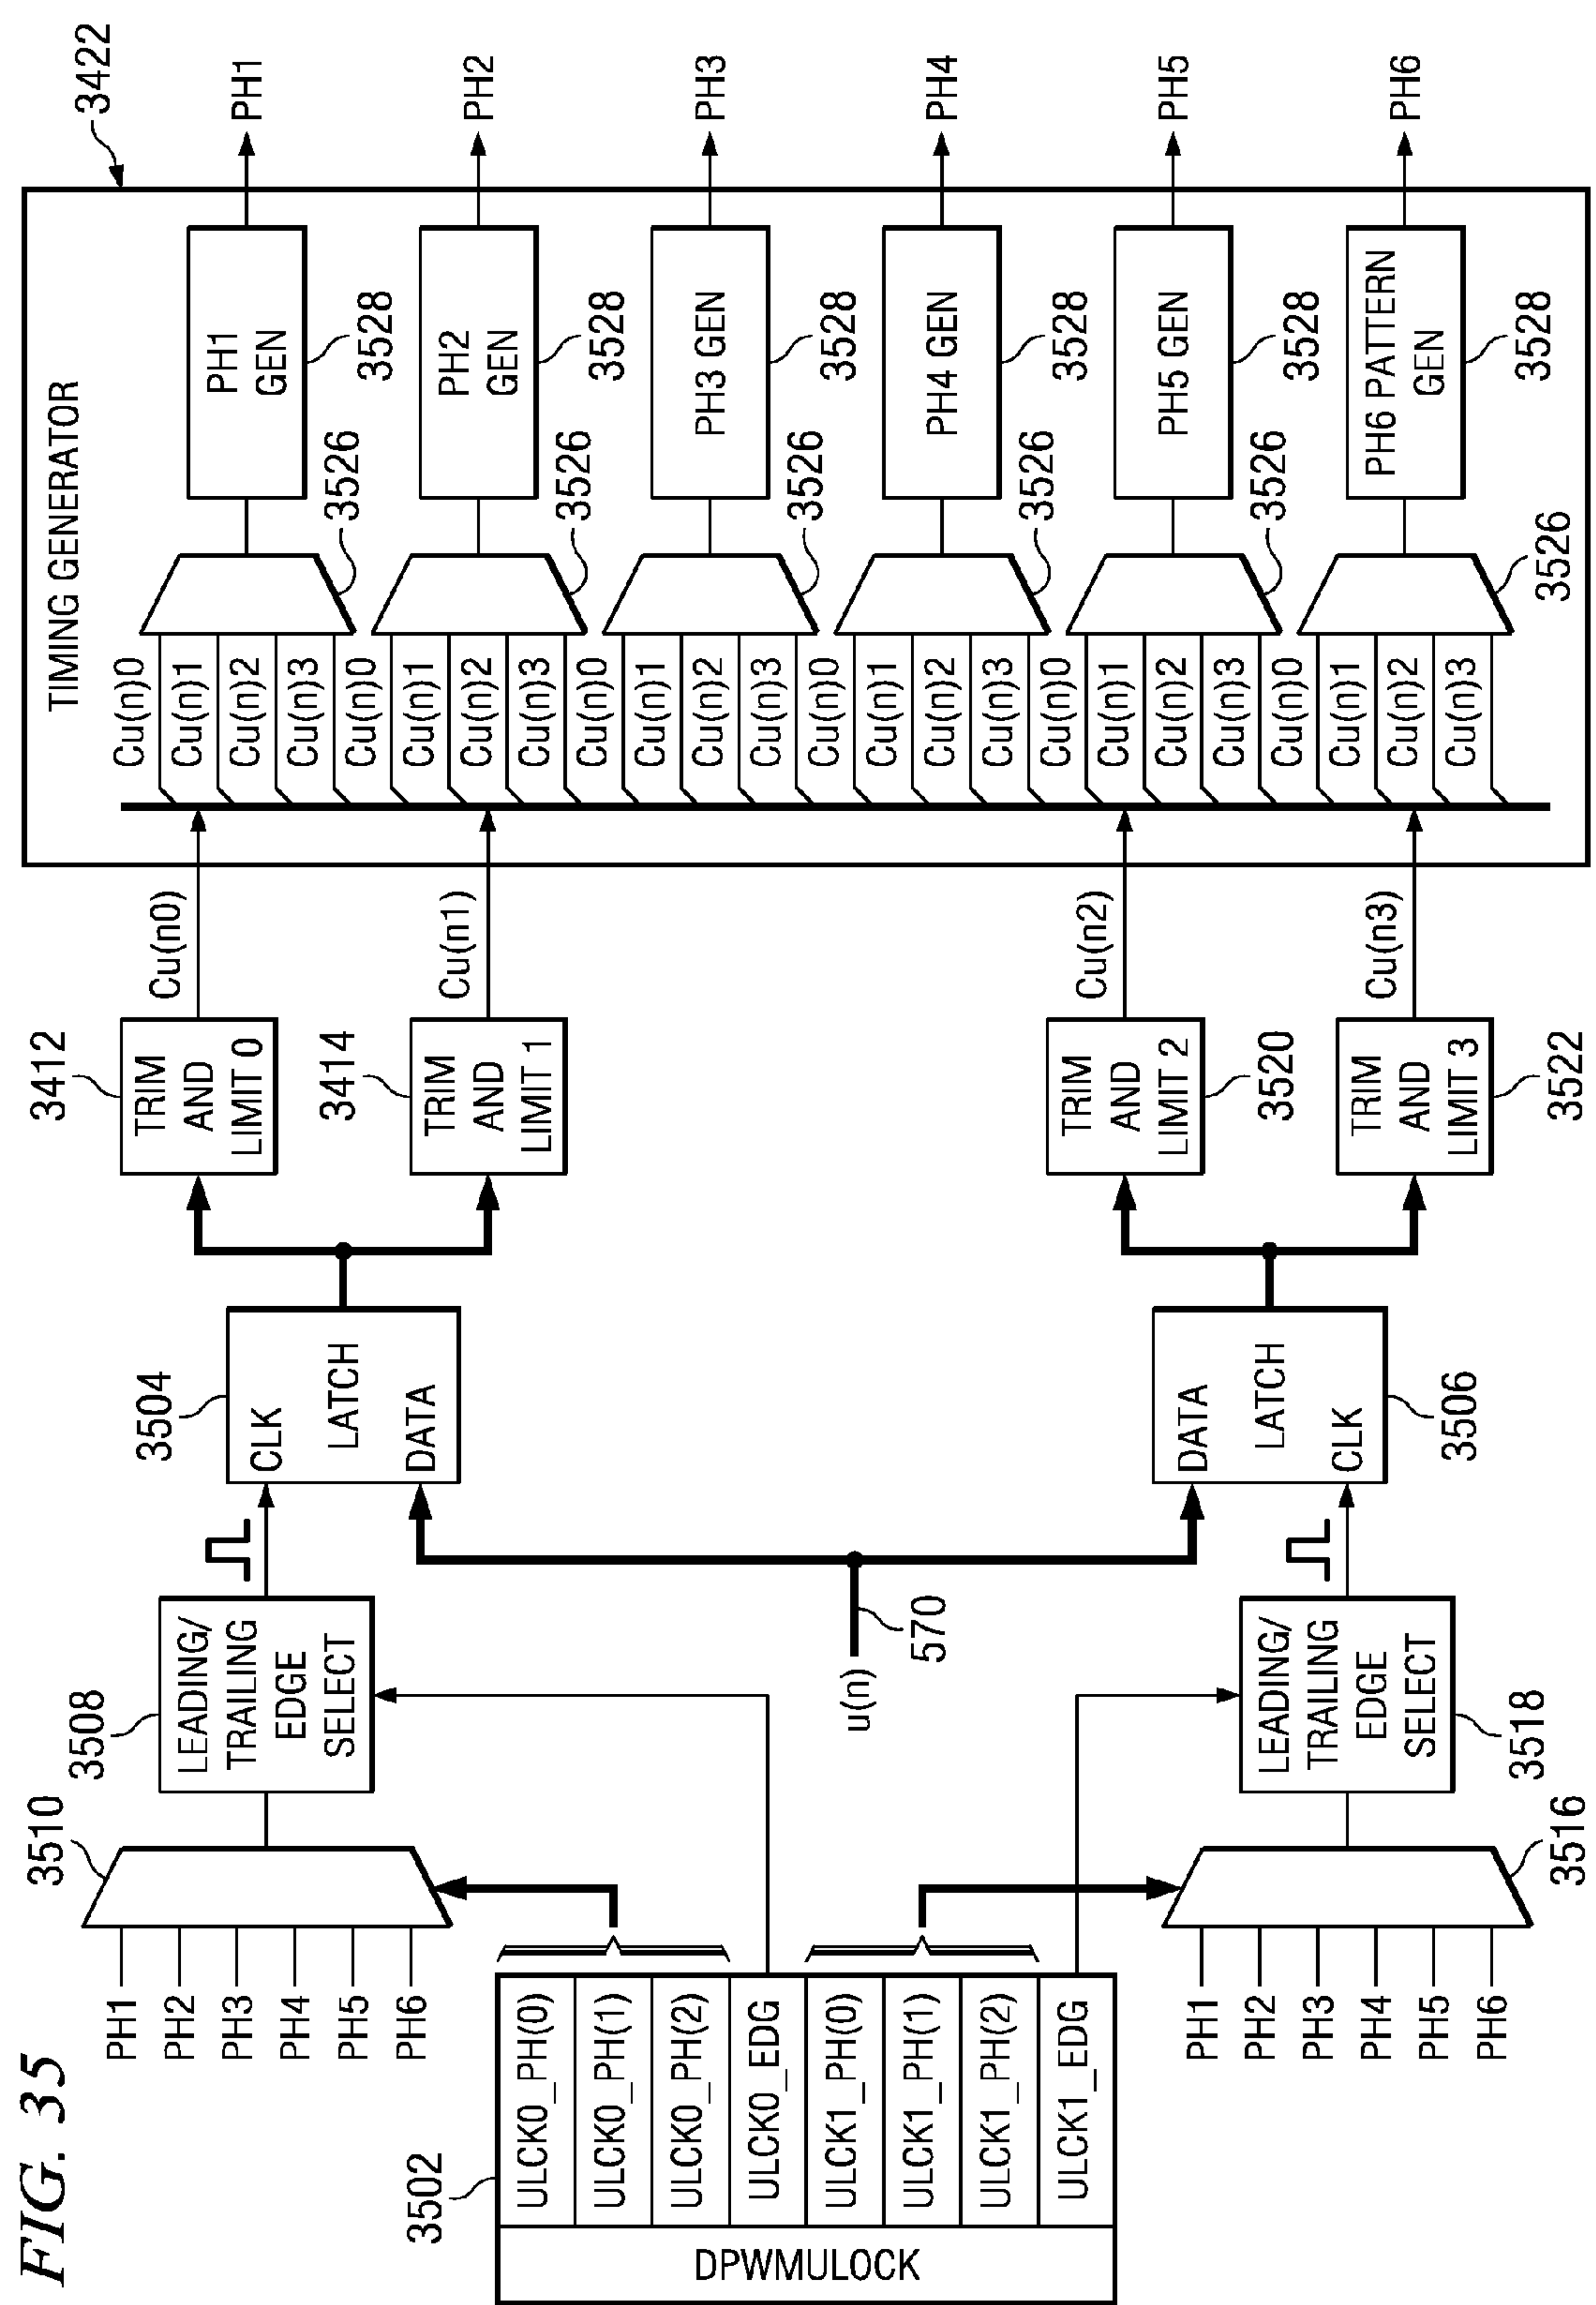 FIG. 35
3502
DPWMULOCK
ULCK0_PH(0)
ULCK0_PH(1)
ULCK0_PH(2)
ULCK0_EDG
ULCK1_PH(0)
ULCK1_PH(1)
ULCK1_PH(2)
ULCK1_EDG
PH1
PH2
PH3
PH4
PH5
PH6
3510
3508
LEADING/
TRAILING
EDGE
SELECT
PH1
PH2
PH3
PH4
PH5
PH6
3516
LEADING/
TRAILING
EDGE
SELECT
3518
u(n)
570
3504
CLK
LATCH
DATA
DATA
LATCH
CLK
3506
3412
TRIM
AND
LIMIT 0
3414
TRIM
AND
LIMIT 1
TRIM
AND
LIMIT 2
3520
TRIM
AND
LIMIT 3
3522
Cu(n0)
Cu(n1)
Cu(n2)
Cu(n3)
3422
TIMING GENERATOR
Cu(n)0
Cu(n)1
Cu(n)2
Cu(n)3
Cu(n)0
Cu(n)1
Cu(n)2
Cu(n)3
Cu(n)0
Cu(n)1
Cu(n)2
Cu(n)3
Cu(n)0
Cu(n)1
Cu(n)2
Cu(n)3
Cu(n)0
Cu(n)1
Cu(n)2
Cu(n)3
Cu(n)0
Cu(n)1
Cu(n)2
Cu(n)3
3526
3526
3526
3526
3526
3526
PH1
GEN
3528
PH2
GEN
3528
PH3 GEN
3528
PH4 GEN
3528
PH5 GEN
3528
PH6 PATTERN
GEN
3528
PH1
PH2
PH3
PH4
PH5
PH6